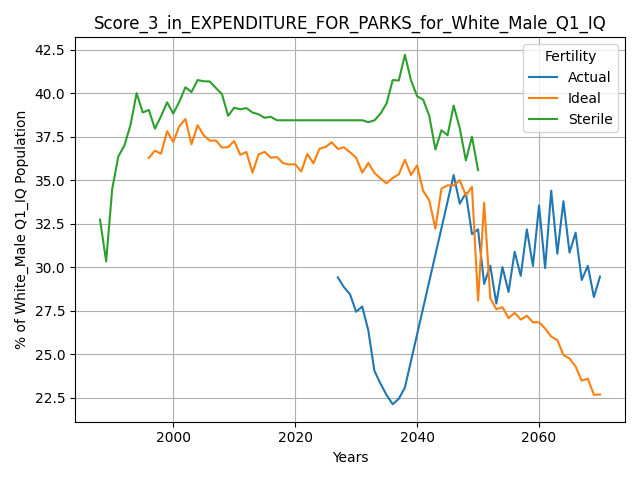 Score_3_in_EXPENDITURE_FOR_PARKS_for_White_Male_Q1_IQ
Fertility
Actual
Ideal
Sterile
% of White_Male Q1_IQ Population
42.5
40.0
37.5
35.0
32.5
30.0
27.5
25.0
22.5
2000
2020
2040
2060
Years